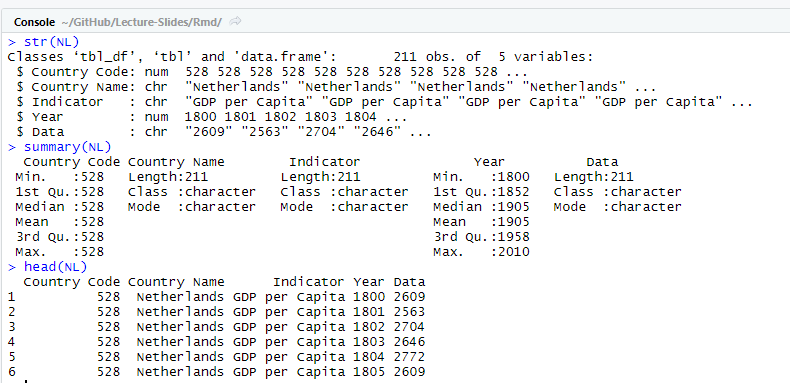 Console ~/GitHub/Lecture-Slides/Rmd/
> str(NL)
Classes ‘tbl_df’, ‘tbl’ and 'data.frame':	211 obs. of  5 variables:
 $ Country Code: num  528 528 528 528 528 528 528 528 528 528 ...
 $ Country Name: chr  "Netherlands" "Netherlands" "Netherlands" "Netherlands" ...
 $ Indicator   : chr  "GDP per Capita" "GDP per Capita" "GDP per Capita" "GDP per Capita" ...
 $ Year        : num  1800 1801 1802 1803 1804 ...
 $ Data        : chr  "2609" "2563" "2704" "2646" ...
> summary(NL)
  Country Code Country Name        Indicator              Year          Data
 Min.   :528   Length:211         Length:211         Min.   :1800   Length:211
 1st Qu.:528   Class :character   Class :character   1st Qu.:1852   Class :character
 Median :528   Mode  :character   Mode  :character   Median :1905   Mode  :character
 Mean   :528                                         Mean   :1905
 3rd Qu.:528                                         3rd Qu.:1958
 Max.   :528                                         Max.   :2010
> head(NL)
  Country Code Country Name      Indicator Year Data
1          528  Netherlands GDP per Capita 1800 2609
2          528  Netherlands GDP per Capita 1801 2563
3          528  Netherlands GDP per Capita 1802 2704
4          528  Netherlands GDP per Capita 1803 2646
5          528  Netherlands GDP per Capita 1804 2772
6          528  Netherlands GDP per Capita 1805 2609